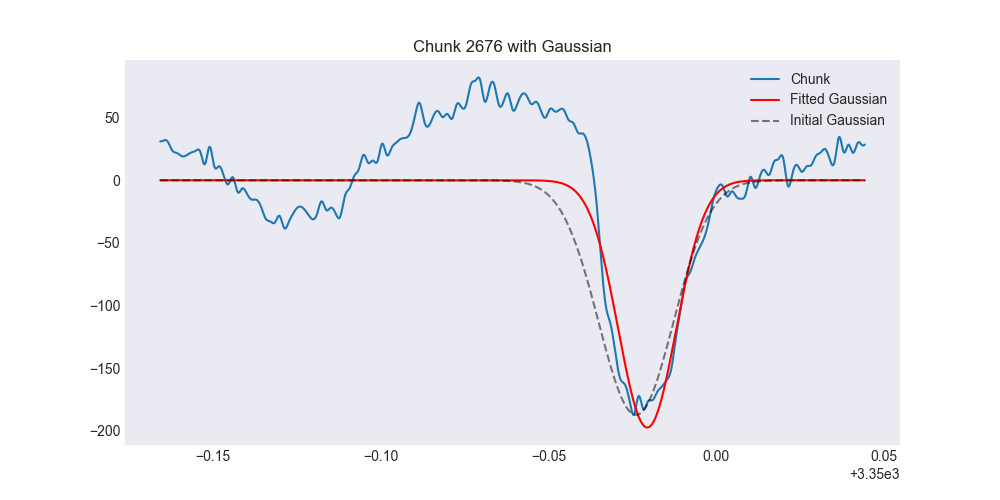 Chunk 2676 with Gaussian
Chunk
Fitted Gaussian
Initial Gaussian
50
0
−50
−100
−150
−200
−0.15 −0.10 −0.05 0.00 0.05
+3.35e3